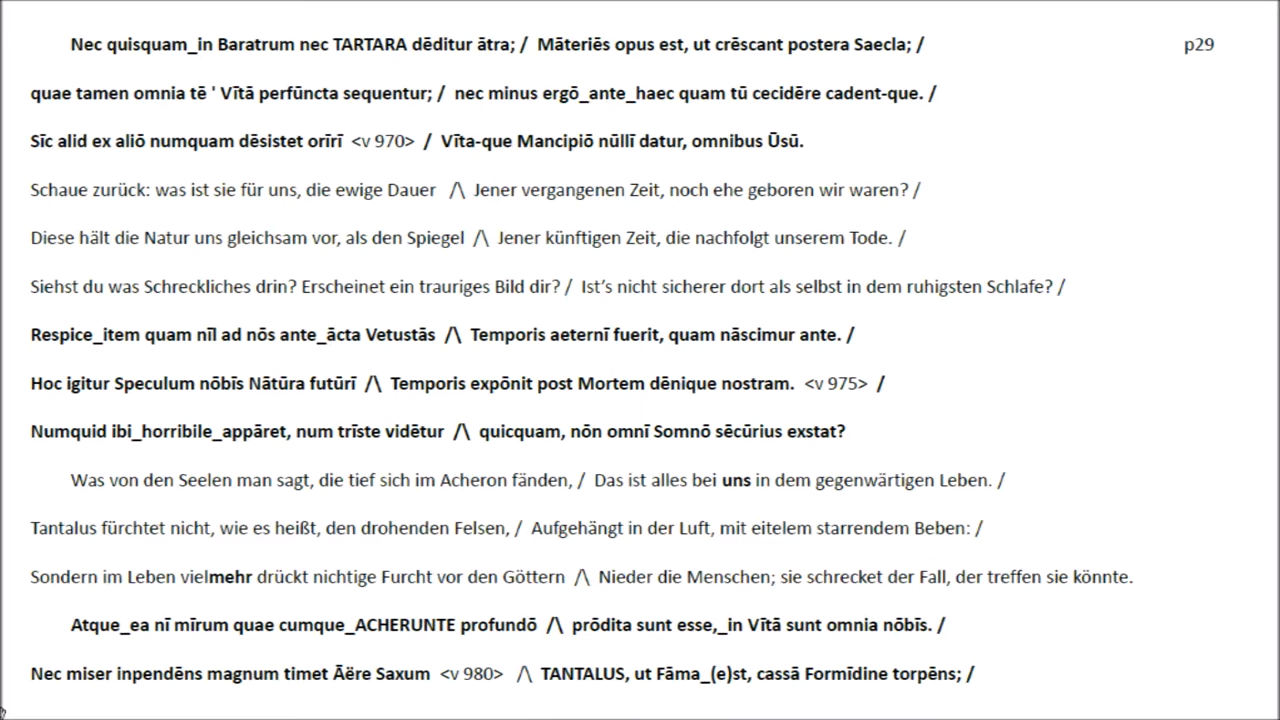 Nec quisquam_in Baratrum nec TARTARA dēditur ātra; / Māteriēs opus est, ut crēscant postera Saecla; / p29
quae tamen omnia tē ' Vītā perfūncta sequentur; / nec minus ergō_ante_haec quam tū cecidēre cadent-que. /
Sīc alid ex aliō numquam dēsistet orīrī <v 970> / Vīta-que Mancipiō nūllī datur, omnibus Ūsū.
Schaue zurück: was ist sie für uns, die ewige Dauer /\ Jener vergangenen Zeit, noch ehe geboren wir waren? /
Diese hält die Natur uns gleichsam vor, als den Spiegel /\ Jener künftigen Zeit, die nachfolgt unserem Tode. /
Siehst du was Schreckliches drin? Erscheinet ein trauriges Bild dir? / Ist's nicht sicherer dort als selbst in dem ruhigsten Schlafe? /
Respice_item quam nīl ad nōs ante_ācta Vetustās /\ Temporis aeternī fuerit, quam nāscimur ante. /
Hoc igitur Speculum nōbīs Nātūra futūrī /\ Temporis expōnit post Mortem dēnique nostram. <v 975> /
Numquid ibi_horribile_appāret, num trīste vidētur /\ quicquam, nōn omnī Somnō sēcūrius exstat?
Was von den Seelen man sagt, die tief sich im Acheron fänden, / Das ist alles bei uns in dem gegenwärtigen Leben. /
Tantalus fürchtet nicht, wie es heißt, den drohenden Felsen, / Aufgehängt in der Luft, mit eitelem starrendem Beben: /
Sondern im Leben vielmehr drückt nichtige Furcht vor den Göttern /\ Nieder die Menschen; sie schrecket der Fall, der treffen sie könnte.
Atque_ea nī mīrum quae cumque_ACHERUNTE profundō /\ prōdita sunt esse,_in Vītā sunt omnia nōbīs. /
Nec miser inpendēns magnum timet Āëre Saxum <v 980> /\ TANTALUS, ut Fāma_(e)st, cassā Formīdine torpēns; /